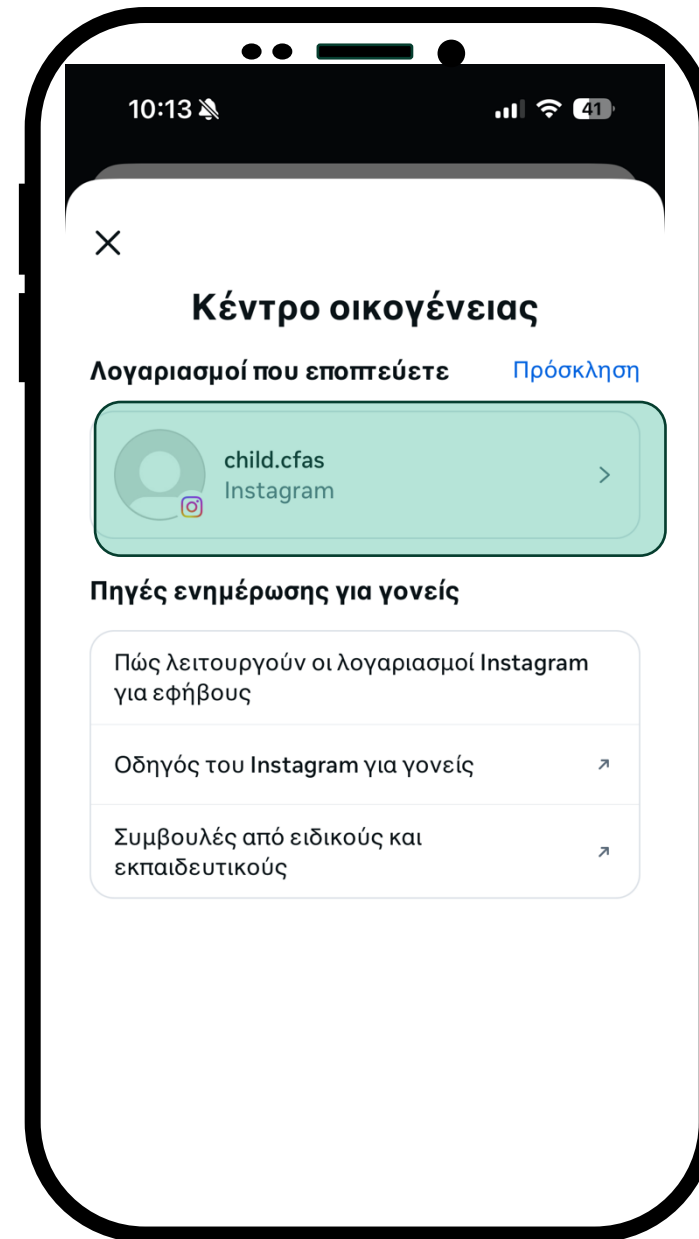 10:13
41
Κέντρο οικογένειας
Λογαριασμοί που εποπτεύετε
Πρόσκληση
child.cfas
Instagram
Πηγές ενημέρωσης για γονείς
Πώς λειτουργούν οι λογαριασμοί Instagram
για εφήβους
Οδηγός του Instagram για γονείς
Συμβουλές από ειδικούς και
εκπαιδευτικούς